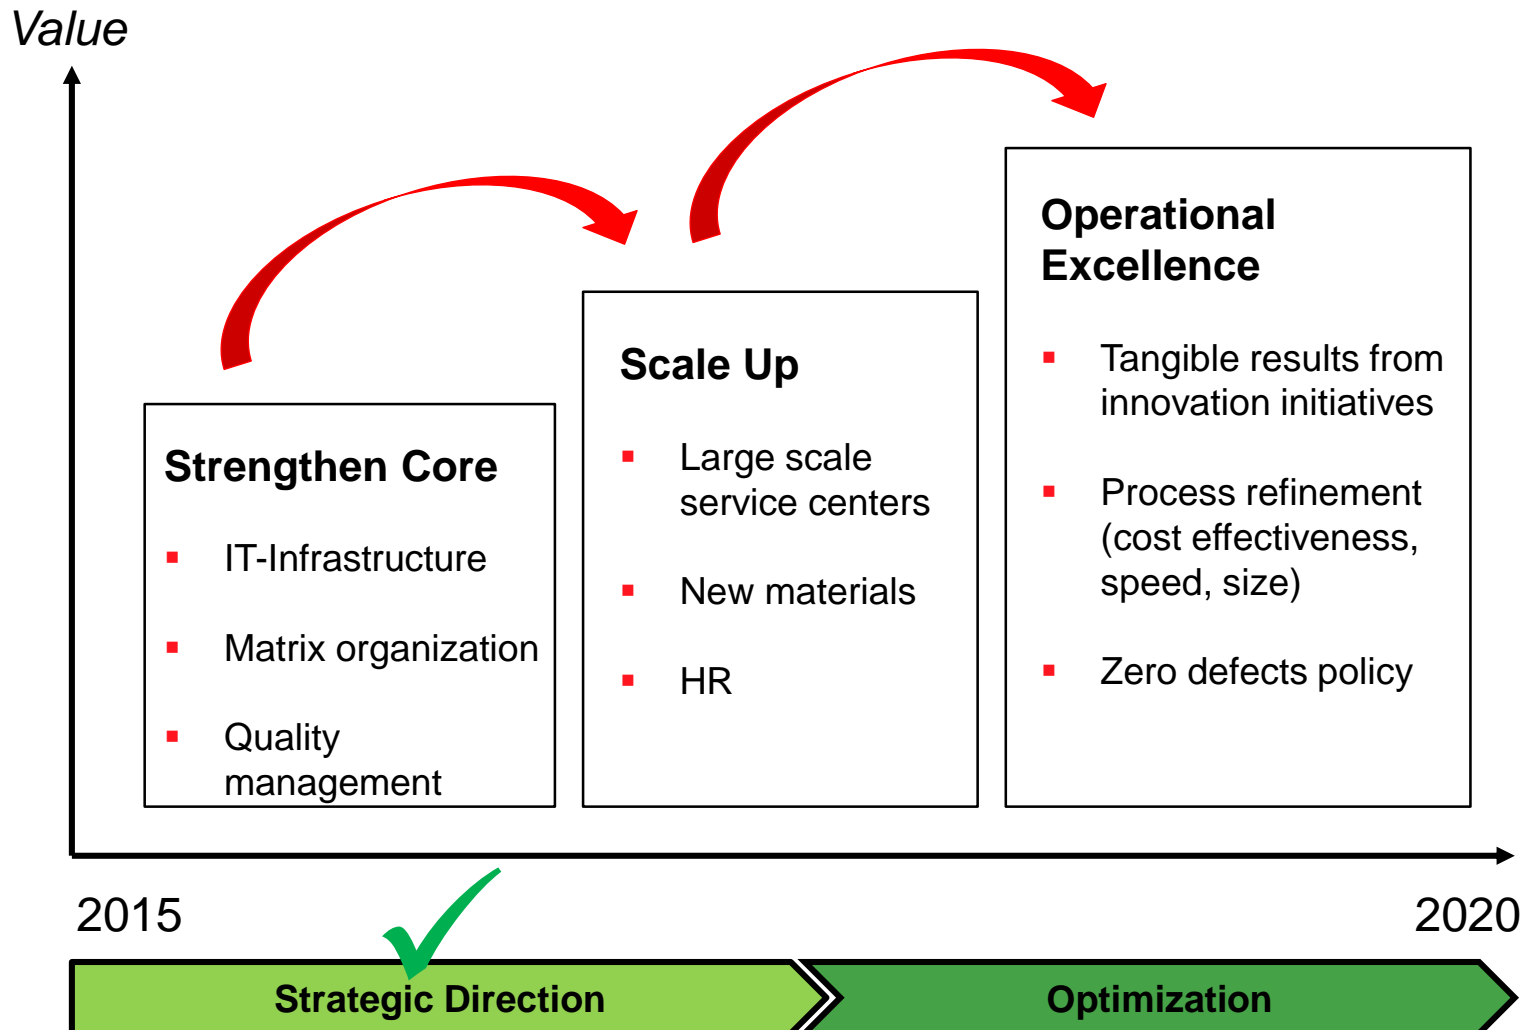 Value
Strengthen Core
IT-Infrastructure
Matrix organization
Quality
management
Scale Up
Large scale
service centers
New materials
HR
Operational
Excellence
Tangible results from
innovation initiatives
Process refinement
(cost effectiveness,
speed, size)
Zero defects policy
2015
2020
Strategic Direction
Optimization